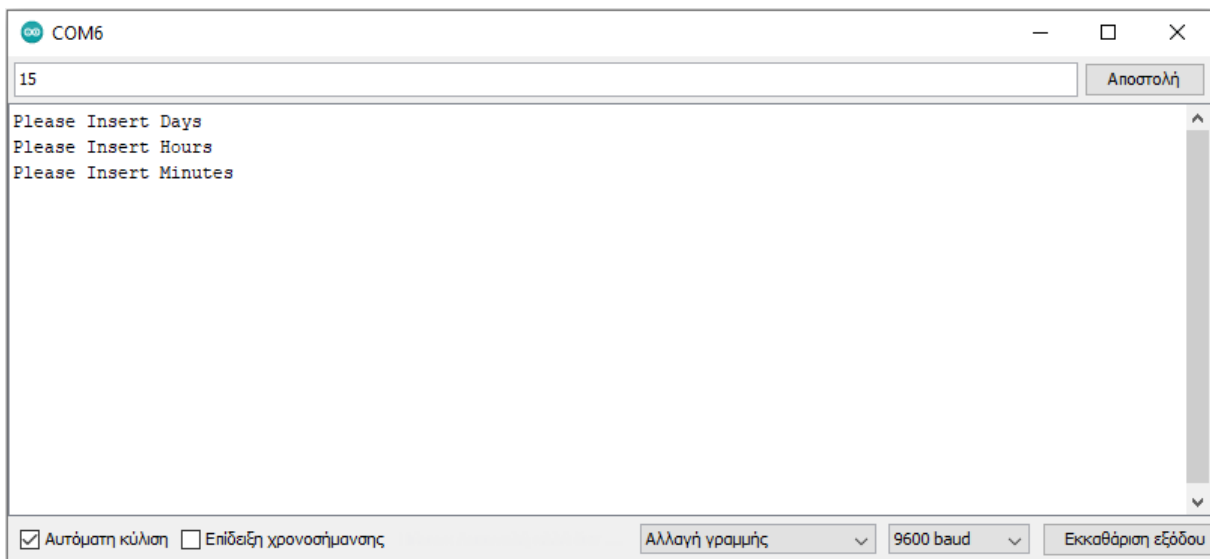 COM6
15
Αποστολή
Please Insert Days
Please Insert Hours
Please Insert Minutes
Αυτόματη κύλιση
Επίδειξη χρονοσήμανσης
Αλλαγή γραμμής
9600 baud
Εκκαθάριση εξόδου